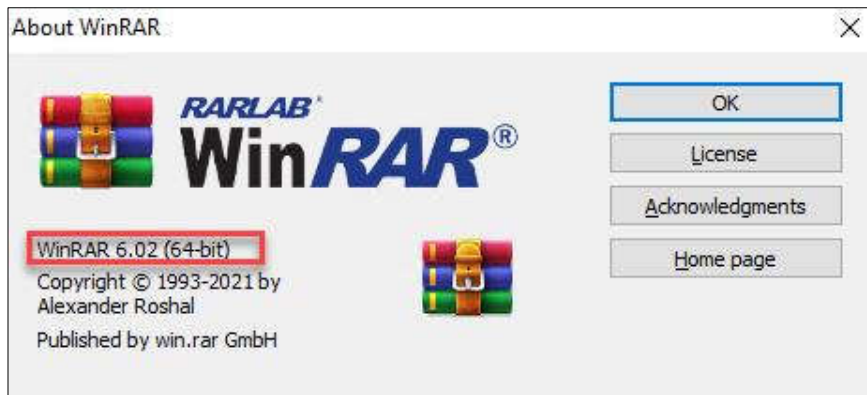 About WinRAR
RARLAB
WinRAR®
WinRAR 6.02 (64-bit)
Copyright © 1993-2021 by
Alexander Roshal
Published by win.rar GmbH
OK
License
Acknowledgments
Home page